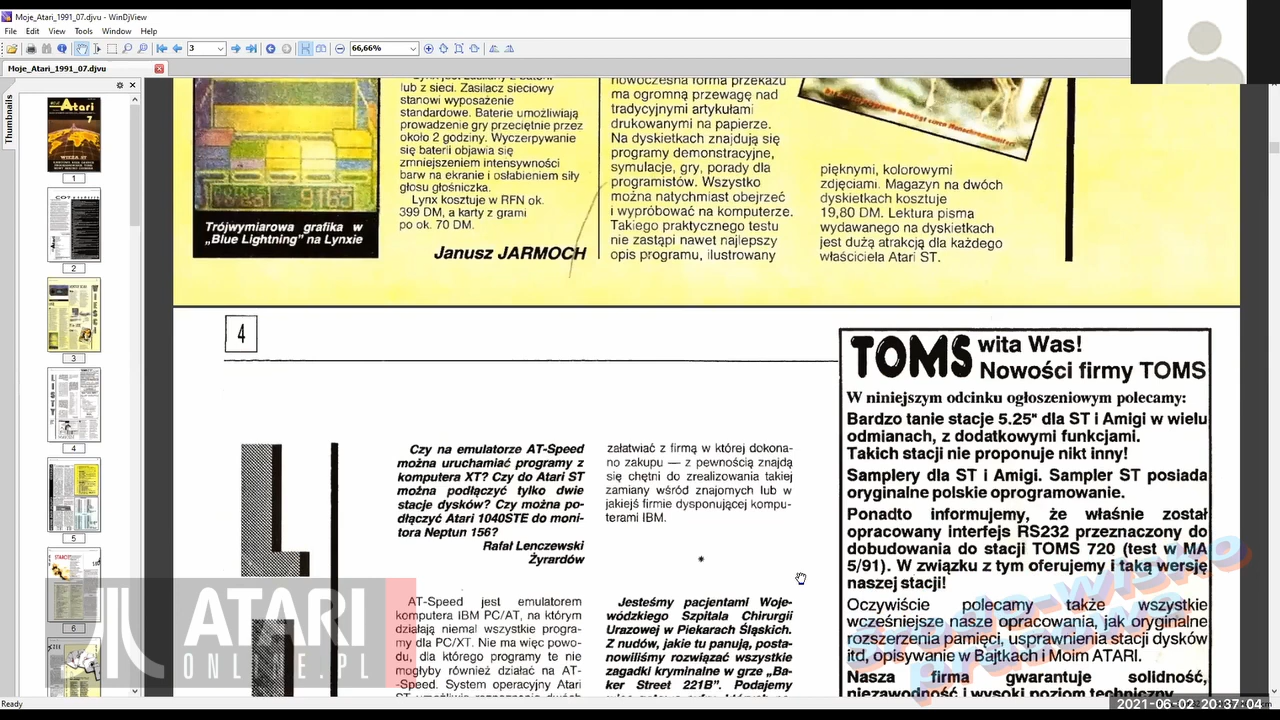 Moje_Atari_1991_07.djvu - WinDjView
File Edit View Tools Window Help
3
66,66%
Moje_Atari_1991_07.djvu
Thumbnails
1
2
3
4
5
6
Trójwymiarowa grafika w
„Blue Lightning” na Lynxie
lub z sieci. Zasilacz sieciowy
stanowi wyposażenie
standardowe. Baterie umożliwiają
prowadzenie gry przeciętnie przez
około 2 godziny. Wyczerpywanie
się baterii objawia się
zmniejszeniem intensywności
barw na ekranie i osłabieniem siły
głosu głośniczka.
Lynx kosztuje w RFN ok.
399 DM, a karty z grami
po ok. 70 DM.
Janusz JARMOCH
nowoczesna forma przekazu
ma ogromną przewagę nad
tradycyjnymi artykułami
drukowanymi na papierze.
Na dyskietkach znajdują się
programy demonstracyjne,
symulacje, gry, porady dla
programistów. Wszystko
można natychmiast obejrzeć
i wypróbować na komputerze.
Takiego praktycznego testu
nie zastąpi nawet najlepszy
opis programu, ilustrowany
pięknymi, kolorowymi
zdjęciami. Magazyn na dwóch
dyskietkach kosztuje
19,80 DM. Lektura pisma
wydawanego na dyskietkach
jest dużą atrakcją dla każdego
właściciela Atari ST.
4
Czy na emulatorze AT-Speed
można uruchamiać programy z
komputera XT? Czy do Atari ST
można podłączyć tylko dwie
stacje dysków? Czy można po-
dłączyć Atari 1040STE do moni-
tora Neptun 156?
Rafał Lenczewski
Żyrardów
AT-Speed jest emulatorem
komputera IBM PC/AT, na którym
działają niemal wszystkie progra-
my dla PC/XT. Nie ma więc powo-
du, dla którego programy te nie
mogłyby również działać na AT-
-Speed. System operacyjny Atari
załatwiać z firmą w której dokona-
no zakupu — z pewnością znajdą
się chętni do zrealizowania takiej
zamiany wśród znajomych lub w
jakiejś firmie dysponującej kompu-
terami IBM.
*
Jesteśmy pacjentami Woje-
wódzkiego Szpitala Chirurgii
Urazowej w Piekarach Śląskich.
Z nudów, jakie tu panują, posta-
nowiliśmy rozwiązać wszystkie
zagadki kryminalne w grze „Ba-
ker Street 221B”. Podajemy
TOMS wita Was!
Nowości firmy TOMS
W niniejszym odcinku ogłoszeniowym polecamy:
Bardzo tanie stacje 5.25" dla ST i Amigi w wielu
odmianach, z dodatkowymi funkcjami.
Takich stacji nie proponuje nikt inny!
Samplery dla ST i Amigi. Sampler ST posiada
oryginalne polskie oprogramowanie.
Ponadto informujemy, że właśnie został
opracowany interfejs RS232 przeznaczony do
dobudowania do stacji TOMS 720 (test w MA
5/91). W związku z tym oferujemy i taką wersję
naszej stacji!
Oczywiście polecamy także wszystkie
wcześniejsze nasze opracowania, jak oryginalne
rozszerzenia pamięci, usprawnienia stacji dysków
itd, opisywane w Bajtkach i Moim ATARI.
Nasza firma gwarantuje solidność,
niezawodność i wysoki poziom techniczny
ATARI
ONLINE.PL
Ready
2021-06-02 20:37:04